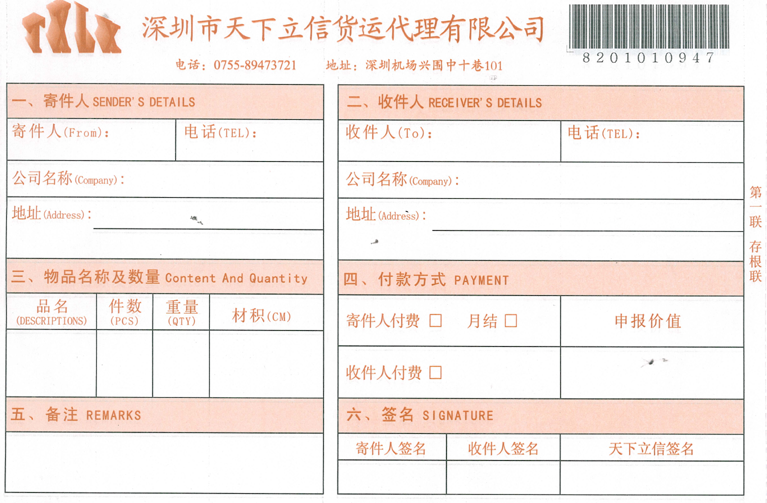 深圳市天下立信货运代理有限公司
电话：0755-89473721 地址：深圳机场兴围中十巷101
8201010947
一、寄件人 SENDER'S DETAILS
寄件人(From)： 电话(TEL)：
公司名称(Company)：
地址(Address)：
二、收件人 RECEIVER'S DETAILS
收件人(To)： 电话(TEL)：
公司名称(Company)：
地址(Address)：
三、物品名称及数量 Content And Quantity
品名 件数 重量 材积(CM)
(DESCRIPTIONS) (PCS) (QTY)
四、付款方式 PAYMENT
寄件人付费 □ 月结 □ 申报价值
收件人付费 □
五、备注 REMARKS
六、签名 SIGNATURE
寄件人签名 收件人签名 天下立信签名
第一联 存根联